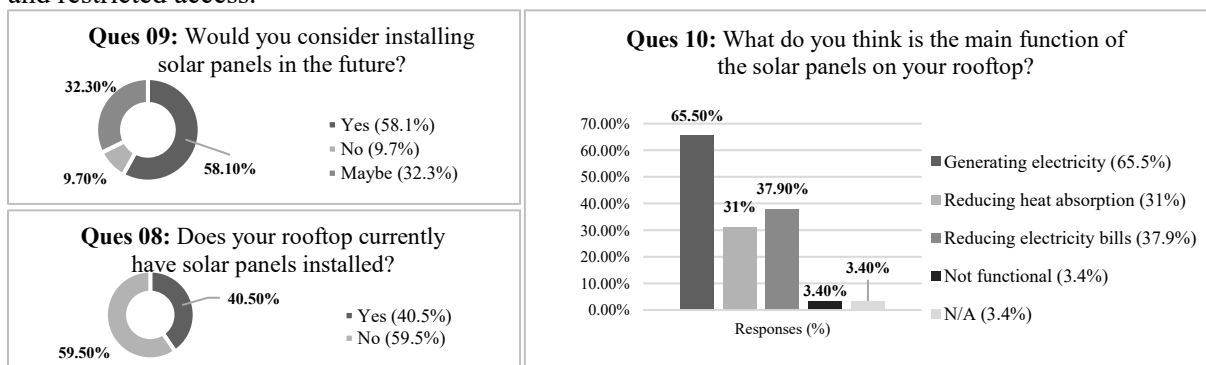 and restricted access.
Ques 09: Would you consider installing
solar panels in the future?
32.30%
9.70%
58.10%
Yes (58.1%)
No (9.7%)
Maybe (32.3%)
Ques 08: Does your rooftop currently
have solar panels installed?
40.50%
59.50%
Yes (40.5%)
No (59.5%)
Ques 10: What do you think is the main function of
the solar panels on your rooftop?
70.00%
60.00%
50.00%
40.00%
30.00%
20.00%
10.00%
0.00%
65.50%
31%
37.90%
3.40%
3.40%
Responses (%)
Generating electricity (65.5%)
Reducing heat absorption (31%)
Reducing electricity bills (37.9%)
Not functional (3.4%)
N/A (3.4%)